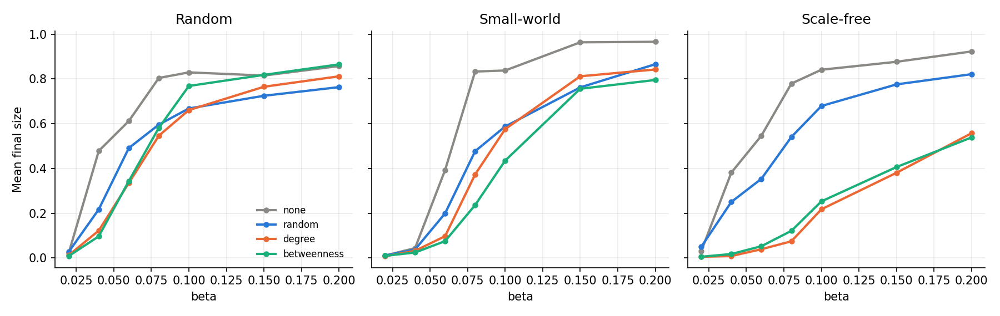 Random
Small-world
Scale-free
Mean final size
1.0
0.8
0.6
0.4
0.2
0.0
none
random
degree
betweenness
0.025 0.050 0.075 0.100 0.125 0.150 0.175 0.200
0.025 0.050 0.075 0.100 0.125 0.150 0.175 0.200
0.025 0.050 0.075 0.100 0.125 0.150 0.175 0.200
beta
beta
beta